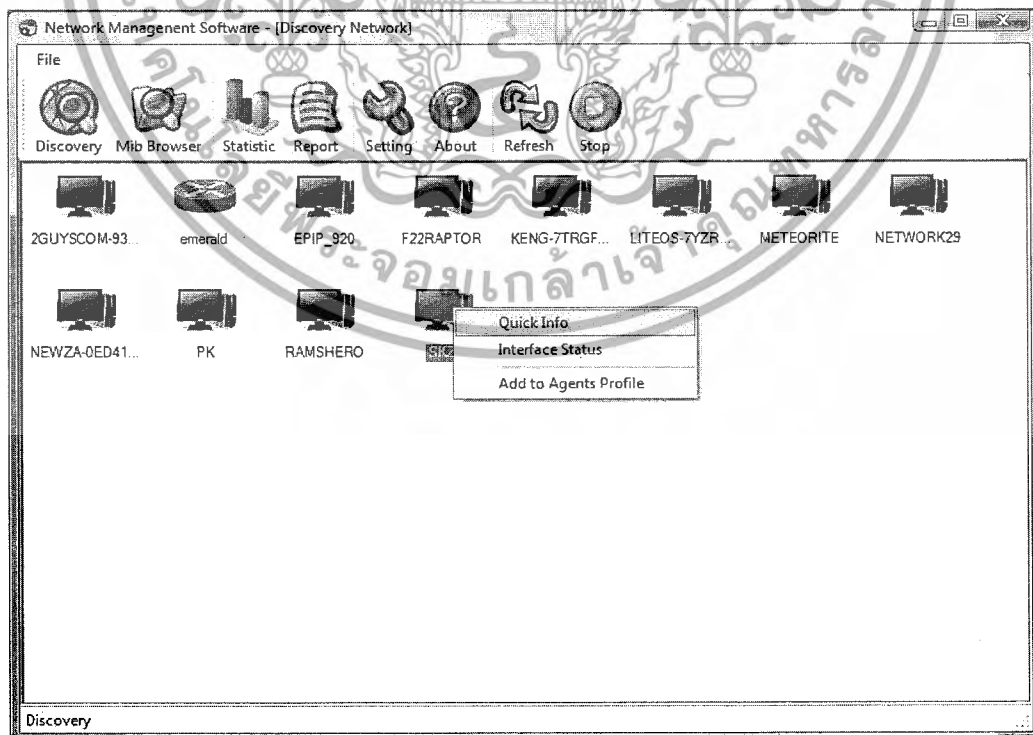 Network Managenent Software - [Discovery Network]
File
Discovery Mib Browser Statistic Report Setting About Refresh Stop
2GUYSCOM-93... emerald EPIP_920 F22RAPTOR KENG-7TRGF... LITEOS-7YZR... METEORITE NETWORK29
NEWZA-0ED41... PK RAMSHERO
Quick Info
Interface Status
Add to Agents Profile
Discovery